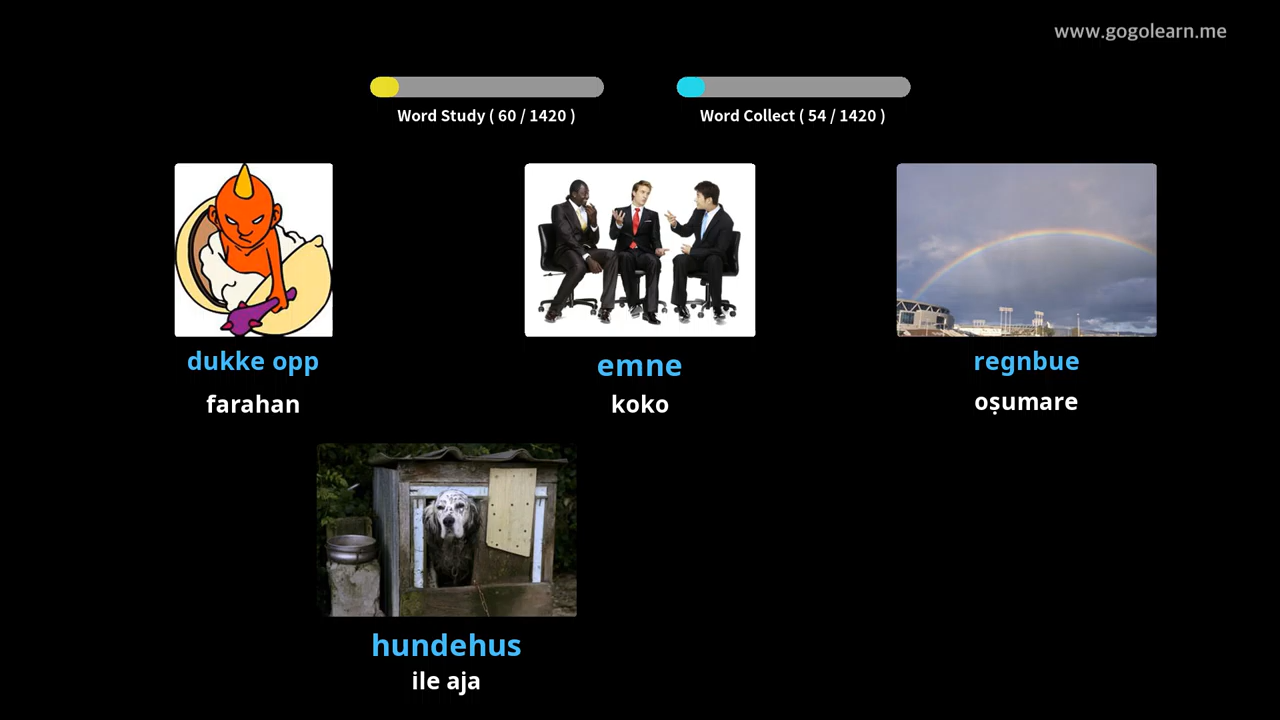 www.gogolearn.me
Word Study ( 60 / 1420 )
Word Collect ( 54 / 1420 )
dukke opp
emne
regnbue
farahan
koko
oṣumare
hundehus
ile aja